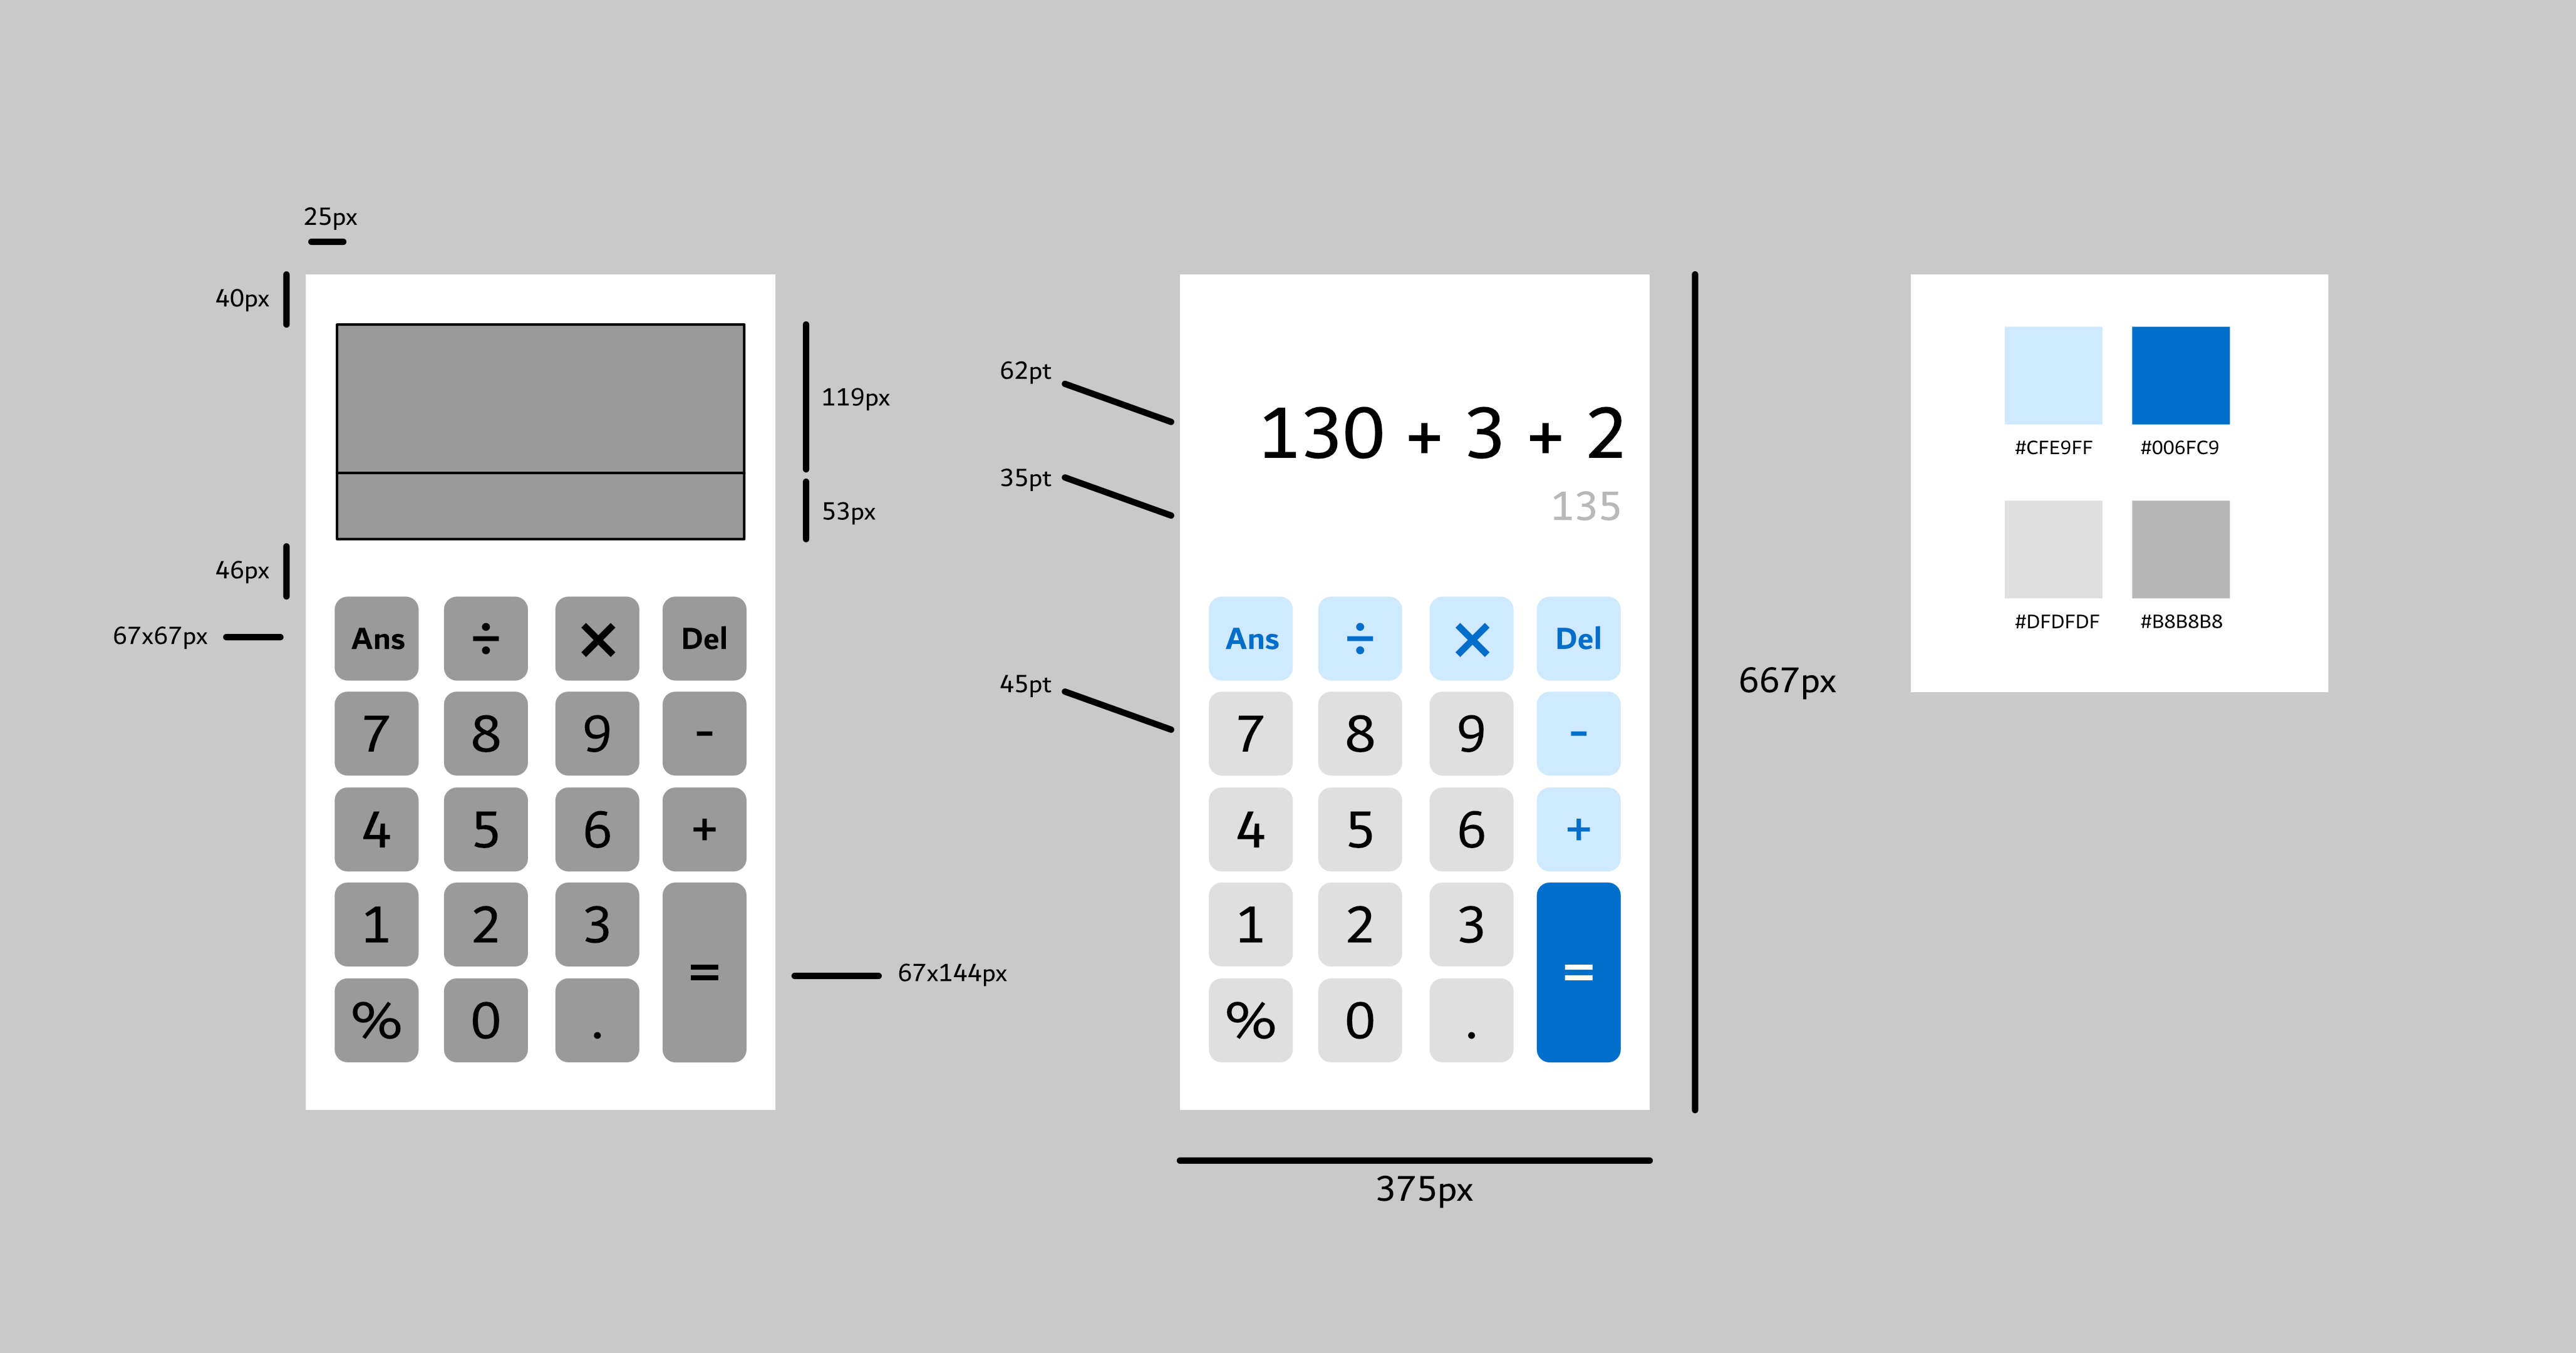 25px
40px
119px
53px
46px
67x67px
Ans ÷ × Del
7 8 9 -
4 5 6 +
1 2 3
=
% 0 .
67x144px
62pt
130 + 3 + 2
35pt
135
45pt
Ans ÷ × Del
7 8 9 -
4 5 6 +
1 2 3
=
% 0 .
667px
375px
#CFE9FF #006FC9
#DFDFDF #B8B8B8